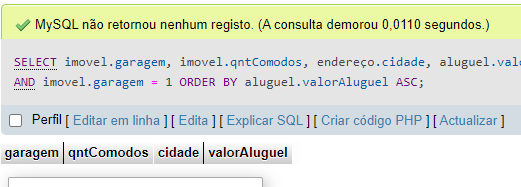 MySQL não retornou nenhum registo. (A consulta demorou 0,0110 segundos.)
SELECT imovel.garagem, imovel.qntComodos, endereço.cidade, aluguel.valo
AND imovel.garagem = 1 ORDER BY aluguel.valorAluguel ASC;
Perfil [ Editar em linha ] [ Edita ] [ Explicar SQL ] [ Criar código PHP ] [ Actualizar ]
garagem qntComodos cidade valorAluguel